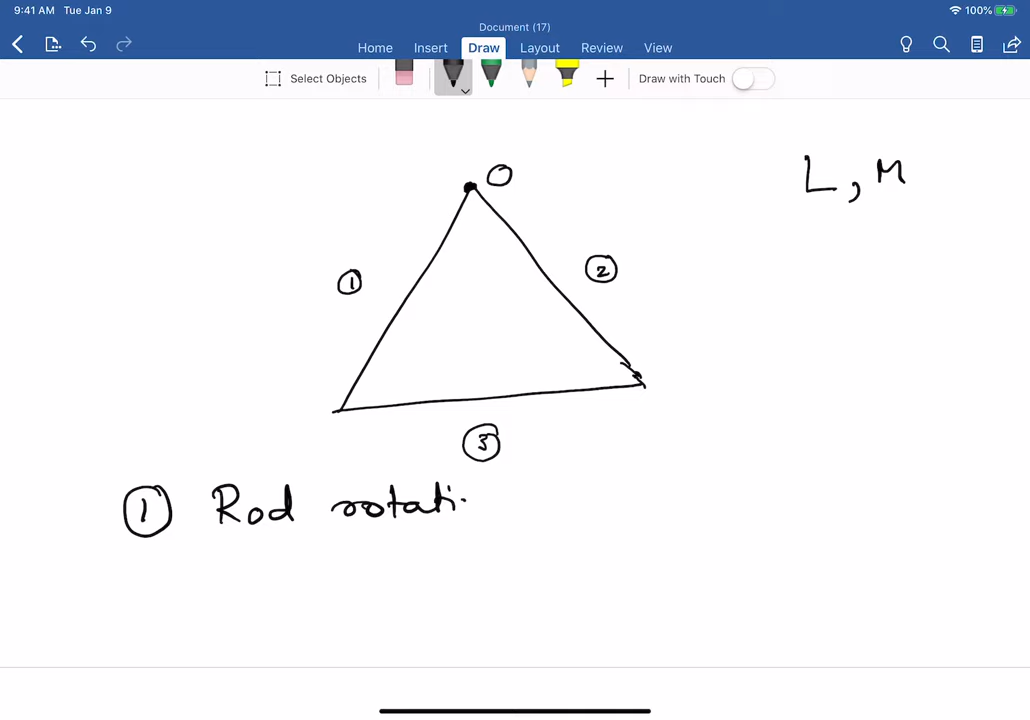 9:41 AM Tue Jan 9
100%
Document (17)
Home Insert Draw Layout Review View
Select Objects
Draw with Touch
O
L, M
1
2
3
1 Rod rotati